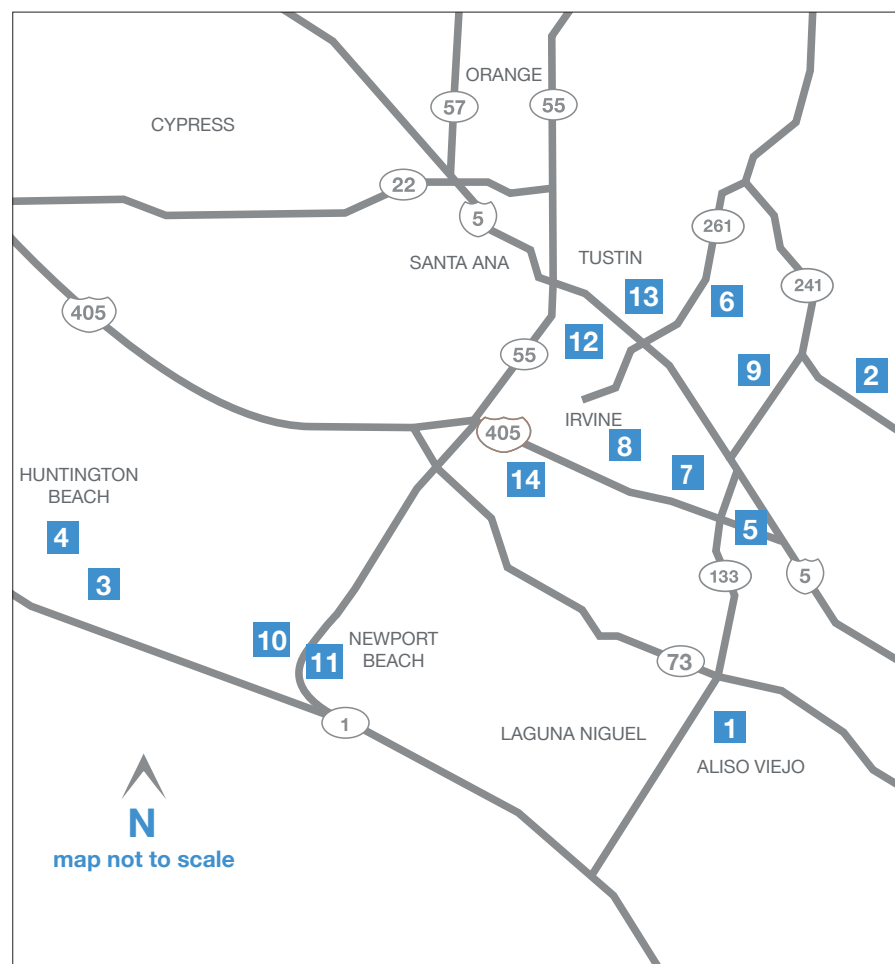 ORANGE
57
55
CYPRESS
22
5
261
SANTA ANA
TUSTIN
241
13
6
405
12
55
9
2
IRVINE
405
8
HUNTINGTON
BEACH
14
7
4
5
3
133
5
10
11
NEWPORT
BEACH
73
1
LAGUNA NIGUEL
1
ALISO VIEJO
N
map not to scale